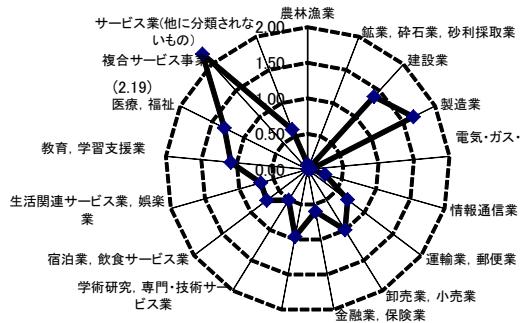 農林漁業
鉱業, 砕石業, 砂利採取業
建設業
製造業
電気・ガス・
情報通信業
運輸業, 郵便業
卸売業, 小売業
金融業, 保険業
学術研究, 専門・技術サー
ビス業
宿泊業, 飲食サービス業
生活関連サービス業, 娯楽
業
教育, 学習支援業
医療, 福祉
(2.19)
複合サービス事業
サービス業(他に分類されな
いもの)
2.00
1.50
1.00
0.50
0.00